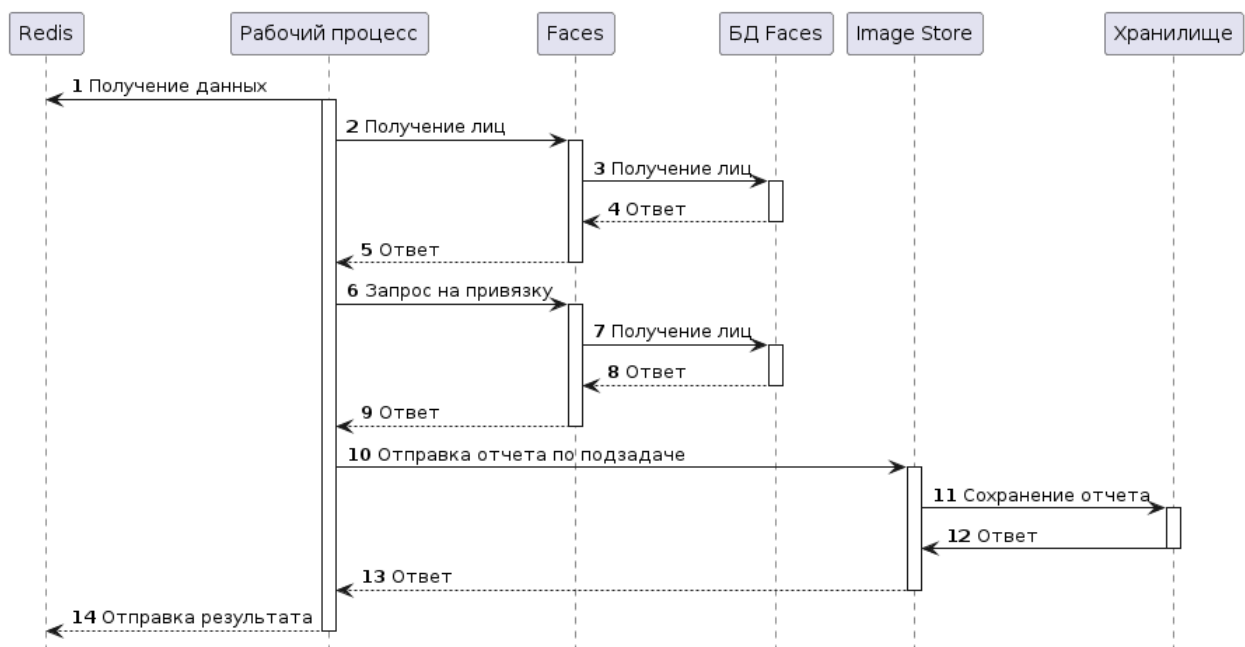 Redis
Рабочий процесс
Faces
БД Faces
Image Store
Хранилище
1 Получение данных
2 Получение лиц
3 Получение лиц
4 Ответ
5 Ответ
6 Запрос на привязку
7 Получение лиц
8 Ответ
9 Ответ
10 Отправка отчета по подзадаче
11 Сохранение отчета
12 Ответ
13 Ответ
14 Отправка результата